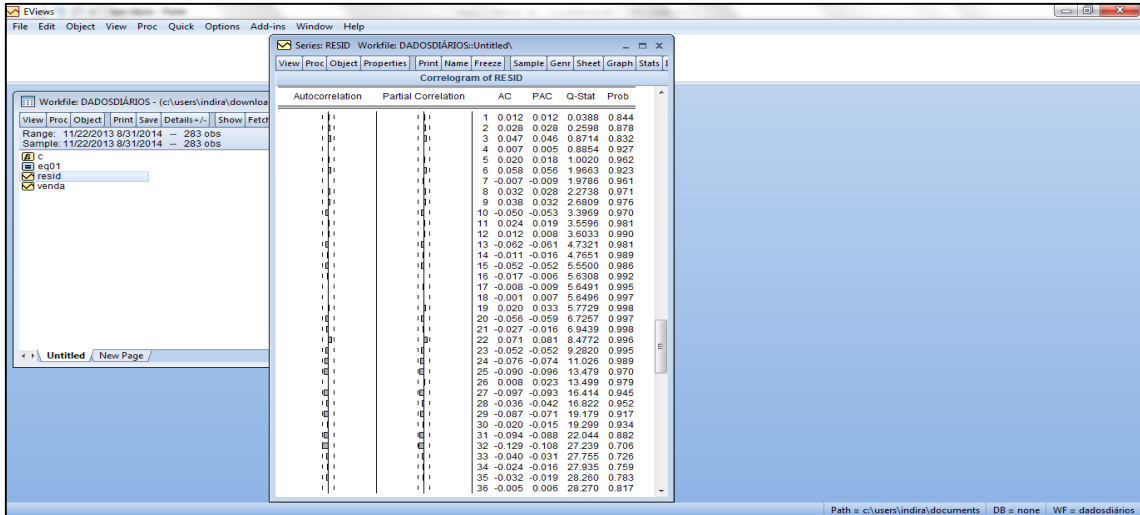 EViews
File Edit Object View Proc Quick Options Add-ins Window Help
Series: RESID Workfile: DADOSDIÁRIOS::Untitled\
View Proc Object Properties Print Name Freeze Sample Genr Sheet Graph Stats
Correlogram of RESID
Autocorrelation Partial Correlation AC PAC Q-Stat Prob
1 0.012 0.012 0.0388 0.844
2 0.028 0.028 0.2598 0.878
3 0.047 0.046 0.8714 0.832
4 0.007 0.005 0.8854 0.927
5 0.020 0.018 1.0020 0.962
6 0.058 0.056 1.9663 0.923
7 -0.007 -0.009 1.9786 0.961
8 0.032 0.028 2.2738 0.971
9 0.038 0.032 2.6809 0.976
10 -0.050 -0.053 3.3969 0.970
11 0.024 0.019 3.5596 0.981
12 0.012 0.008 3.6033 0.990
13 -0.062 -0.061 4.7321 0.981
14 -0.011 -0.016 4.7651 0.989
15 -0.052 -0.052 5.5500 0.986
16 -0.017 -0.006 5.6308 0.992
17 -0.008 -0.009 5.6491 0.995
18 -0.001 0.007 5.6496 0.997
19 0.020 0.033 5.7729 0.998
20 -0.056 -0.059 6.7257 0.997
21 -0.027 -0.016 6.9439 0.998
22 0.071 0.081 8.4772 0.996
23 -0.052 -0.052 9.2820 0.995
24 -0.076 -0.074 11.026 0.989
25 -0.090 -0.096 13.479 0.970
26 0.008 0.023 13.499 0.979
27 -0.097 -0.093 16.414 0.945
28 -0.036 -0.042 16.822 0.952
29 -0.087 -0.071 19.179 0.917
30 -0.020 -0.015 19.299 0.934
31 -0.094 -0.088 22.044 0.882
32 -0.129 -0.108 27.239 0.706
33 -0.040 -0.031 27.755 0.726
34 -0.024 -0.016 27.935 0.759
35 -0.032 -0.019 28.260 0.783
36 -0.005 0.006 28.270 0.817
Workfile: DADOSDIÁRIOS - (c:\users\indira\downloa
View Proc Object Print Save Details+/- Show Fetch
Range: 11/22/2013 8/31/2014 -- 283 obs
Sample: 11/22/2013 8/31/2014 -- 283 obs
c
eq01
resid
venda
Untitled New Page
Path = c:\users\indira\documents DB = none WF = dadosdiários